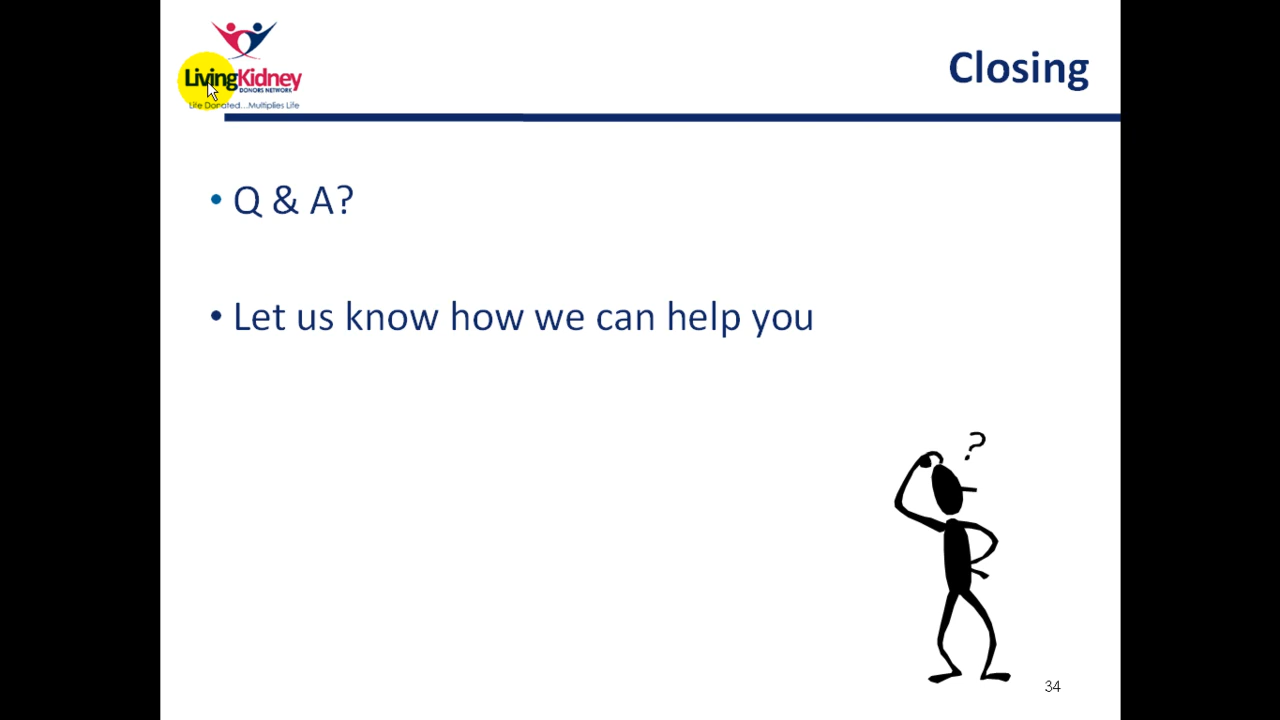 LivingKidney
DONORS NETWORK
Life Donated...Multiplies Life
Closing
• Q & A?
• Let us know how we can help you
?
34